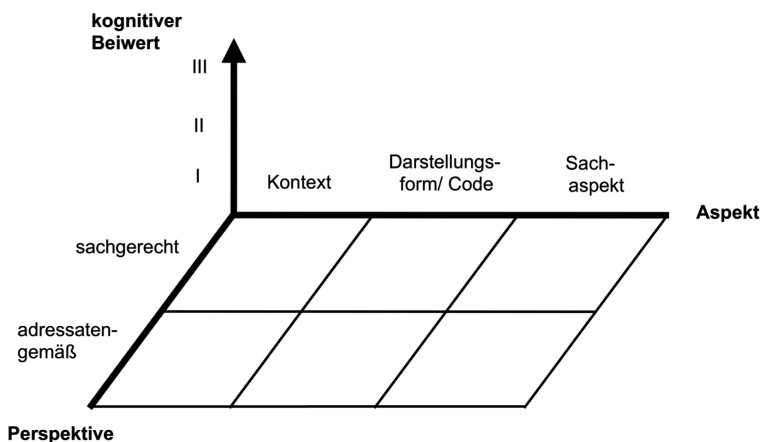 kognitiver
Beiwert
III
II
I
Kontext
Darstellungs-
form/ Code
Sach-
aspekt
Aspekt
sachgerecht
adressaten-
gemäß
Perspektive